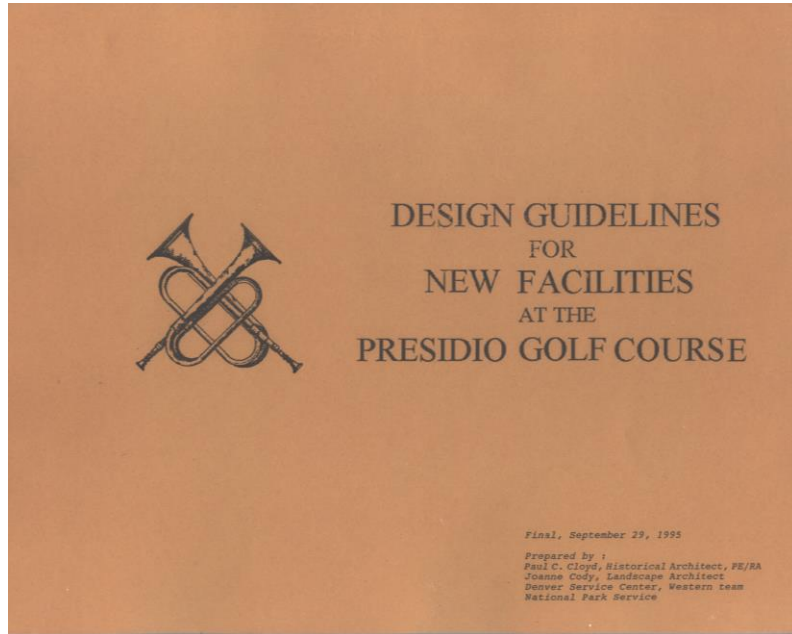 DESIGN GUIDELINES
FOR
NEW FACILITIES
AT THE
PRESIDIO GOLF COURSE
Final, September 29, 1995
Prepared by :
Paul C. Cloyd, Historical Architect, PE/RA
Joanne Cody, Landscape Architect
Denver Service Center, Western team
National Park Service